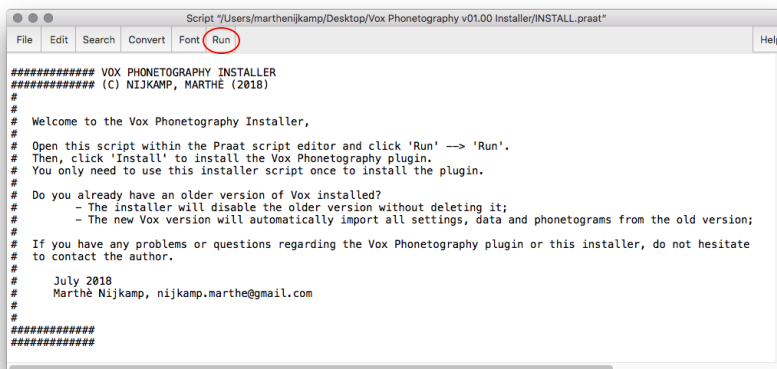 Script “/Users/marthenijkamp/Desktop/Vox Phonetography v01.00 Installer/INSTALL.praat”
File Edit Search Convert Font Run Help
############# VOX PHONETOGRAPHY INSTALLER
############# (C) NIJKAMP, MARTHÈ (2018)
#
#
# Welcome to the Vox Phonetography Installer,
#
# Open this script within the Praat script editor and click 'Run' --> 'Run'.
# Then, click 'Install' to install the Vox Phonetography plugin.
# You only need to use this installer script once to install the plugin.
#
# Do you already have an older version of Vox installed?
# - The installer will disable the older version without deleting it;
# - The new Vox version will automatically import all settings, data and phonetograms from the old version;
#
# If you have any problems or questions regarding the Vox Phonetography plugin or this installer, do not hesitate
# to contact the author.
#
# July 2018
# Marthè Nijkamp, nijkamp.marthe@gmail.com
#
#
#############
#############